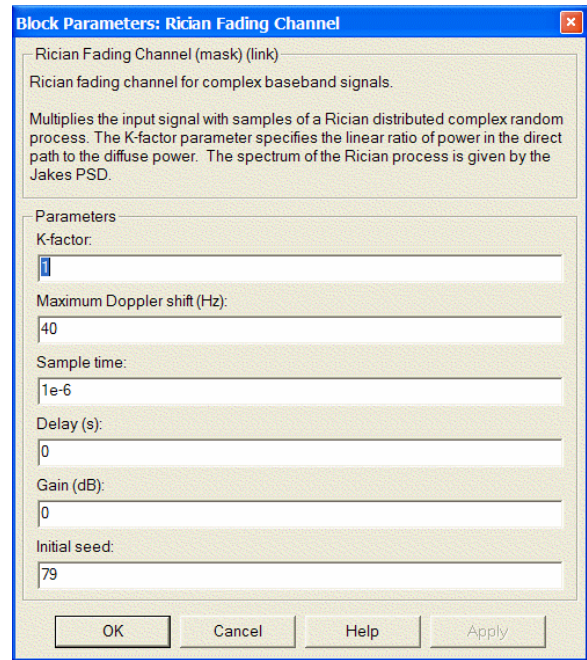 Block Parameters: Rician Fading Channel
Rician Fading Channel (mask) (link)
Rician fading channel for complex baseband signals.
Multiplies the input signal with samples of a Rician distributed complex random
process. The K-factor parameter specifies the linear ratio of power in the direct
path to the diffuse power. The spectrum of the Rician process is given by the
Jakes PSD.
Parameters
K-factor:
1
Maximum Doppler shift (Hz):
40
Sample time:
1e-6
Delay (s):
0
Gain (dB):
0
Initial seed:
79
OK Cancel Help Apply